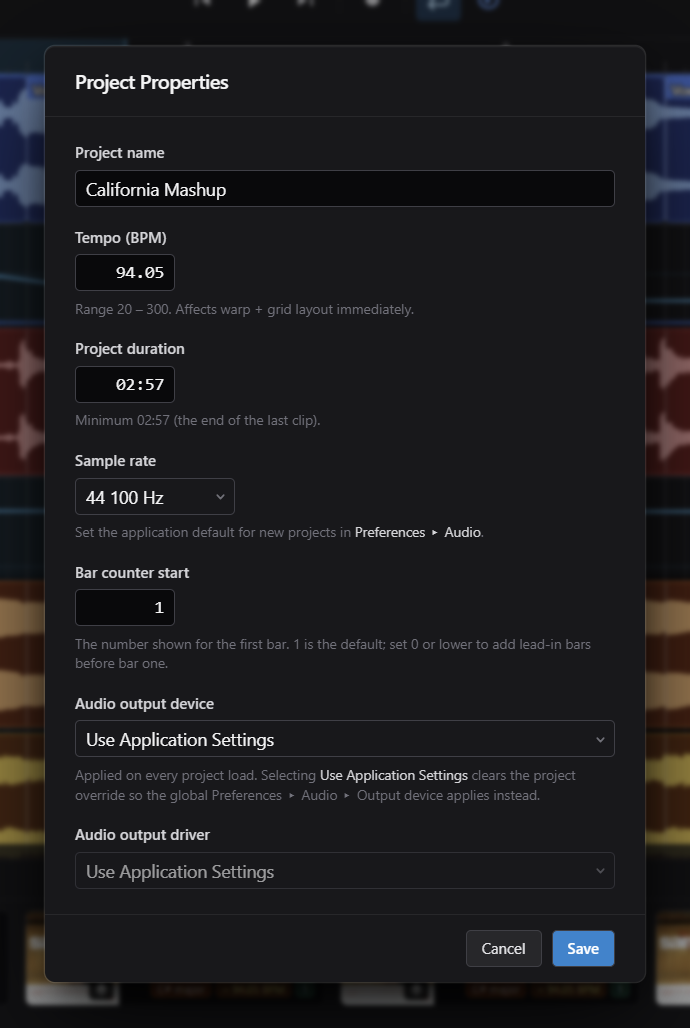 Project Properties
Project name
California Mashup
Tempo (BPM)
94.05
Range 20 – 300. Affects warp + grid layout immediately.
Project duration
02:57
Minimum 02:57 (the end of the last clip).
Sample rate
44 100 Hz
Set the application default for new projects in Preferences ▸ Audio.
Bar counter start
1
The number shown for the first bar. 1 is the default; set 0 or lower to add lead-in bars
before bar one.
Audio output device
Use Application Settings
Applied on every project load. Selecting Use Application Settings clears the project
override so the global Preferences ▸ Audio ▸ Output device applies instead.
Audio output driver
Use Application Settings
Cancel
Save